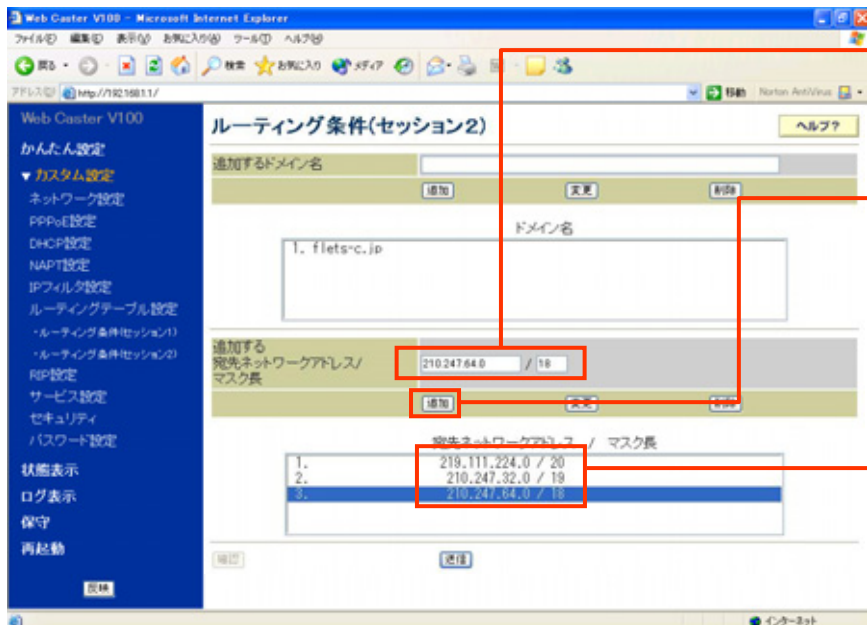 Web Caster V100 - Microsoft Internet Explorer
ファイル(F) 編集(E) 表示(V) お気に入り(A) ツール(T) ヘルプ(H)
戻る 検索 お気に入り メディア
アドレス(D) http://192.168.1.1/ 移動 Norton AntiVirus
Web Caster V100
かんたん設定
▼ カスタム設定
ネットワーク設定
PPPoE設定
DHCP設定
NAPT設定
IPフィルタ設定
ルーティングテーブル設定
・ルーティング条件(セッション1)
・ルーティング条件(セッション2)
RIP設定
サービス設定
セキュリティ
パスワード設定
状態表示
ログ表示
保守
再起動
反映
ルーティング条件(セッション2)
ヘルプ?
追加するドメイン名
追加 変更 削除
ドメイン名
1. flets-c.jp
追加する
宛先ネットワークアドレス/
マスク長
210.247.64.0 / 18
追加 変更 削除
宛先ネットワークアドレス / マスク長
1. 219.111.224.0 / 20
2. 210.247.32.0 / 19
3. 210.247.64.0 / 18
確認 送信
インターネット